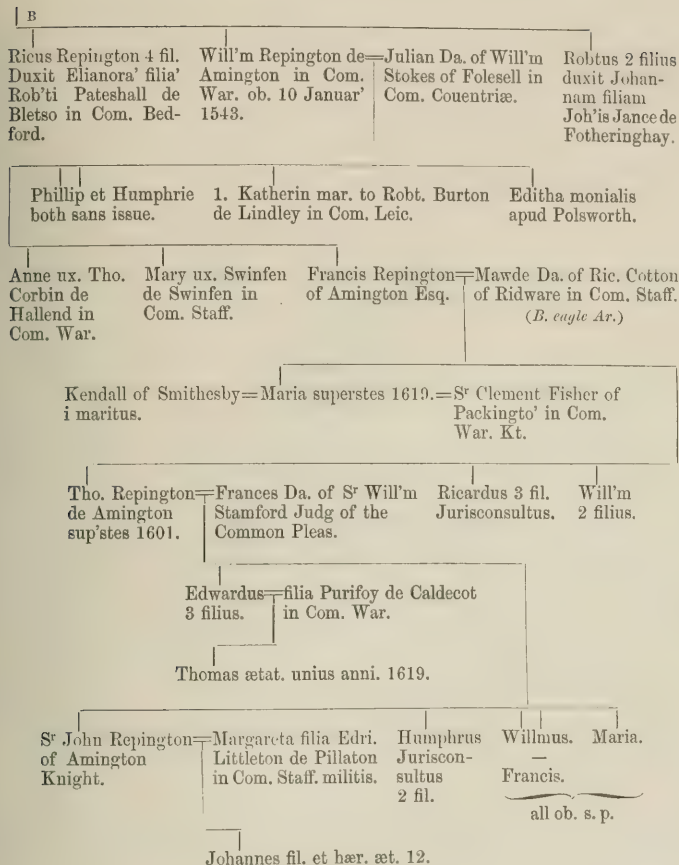 B
Ricus Repington 4 fil.
Duxit Elianora' filia'
Rob'ti Pateshall de
Bletso in Com. Bed-
ford.
Will'm Repington de=Julian Da. of Will'm
Amington in Com.
War. ob. 10 Januar'
1543.
Stokes of Folesell in
Com. Couentriæ.
Robtus 2 filius
duxit Johan-
nam filiam
Joh'is Jance de
Fotheringhay.
Phillip et Humphrie
both sans issue.
1. Katherin mar. to Robt. Burton
de Lindley in Com. Leic.
Editha monialis
apud Polsworth.
Anne ux. Tho.
Corbin de
Hallend in
Com. War.
Mary ux. Swinfen
de Swinfen in
Com. Staff.
Francis Repington=Mawde Da. of Ric. Cotton
of Amington Esq.
of Ridware in Com. Staff.
(B. eagle Ar.)
Kendall of Smithesby=Maria superstes 1619.=Sr Clement Fisher of
i maritus.
Packingto' in Com.
War. Kt.
Tho. Repington=Frances Da. of Sr Will'm
de Amington
sup'stes 1601.
Stamford Judg of the
Common Pleas.
Ricardus 3 fil.
Jurisconsultus.
Will'm
2 filius.
Edwardus=filia Purifoy de Caldecot
3 filius.
in Com. War.
Thomas ætat. unius anni. 1619.
Sr John Repington=Margareta filia Edri.
of Amington
Knight.
Littleton de Pillaton
in Com. Staff. militis.
Humphrus
Juriscon-
sultus
2 fil.
Willmus.
—
Francis.
Maria.
all ob. s. p.
Johannes fil. et hær. æt. 12.